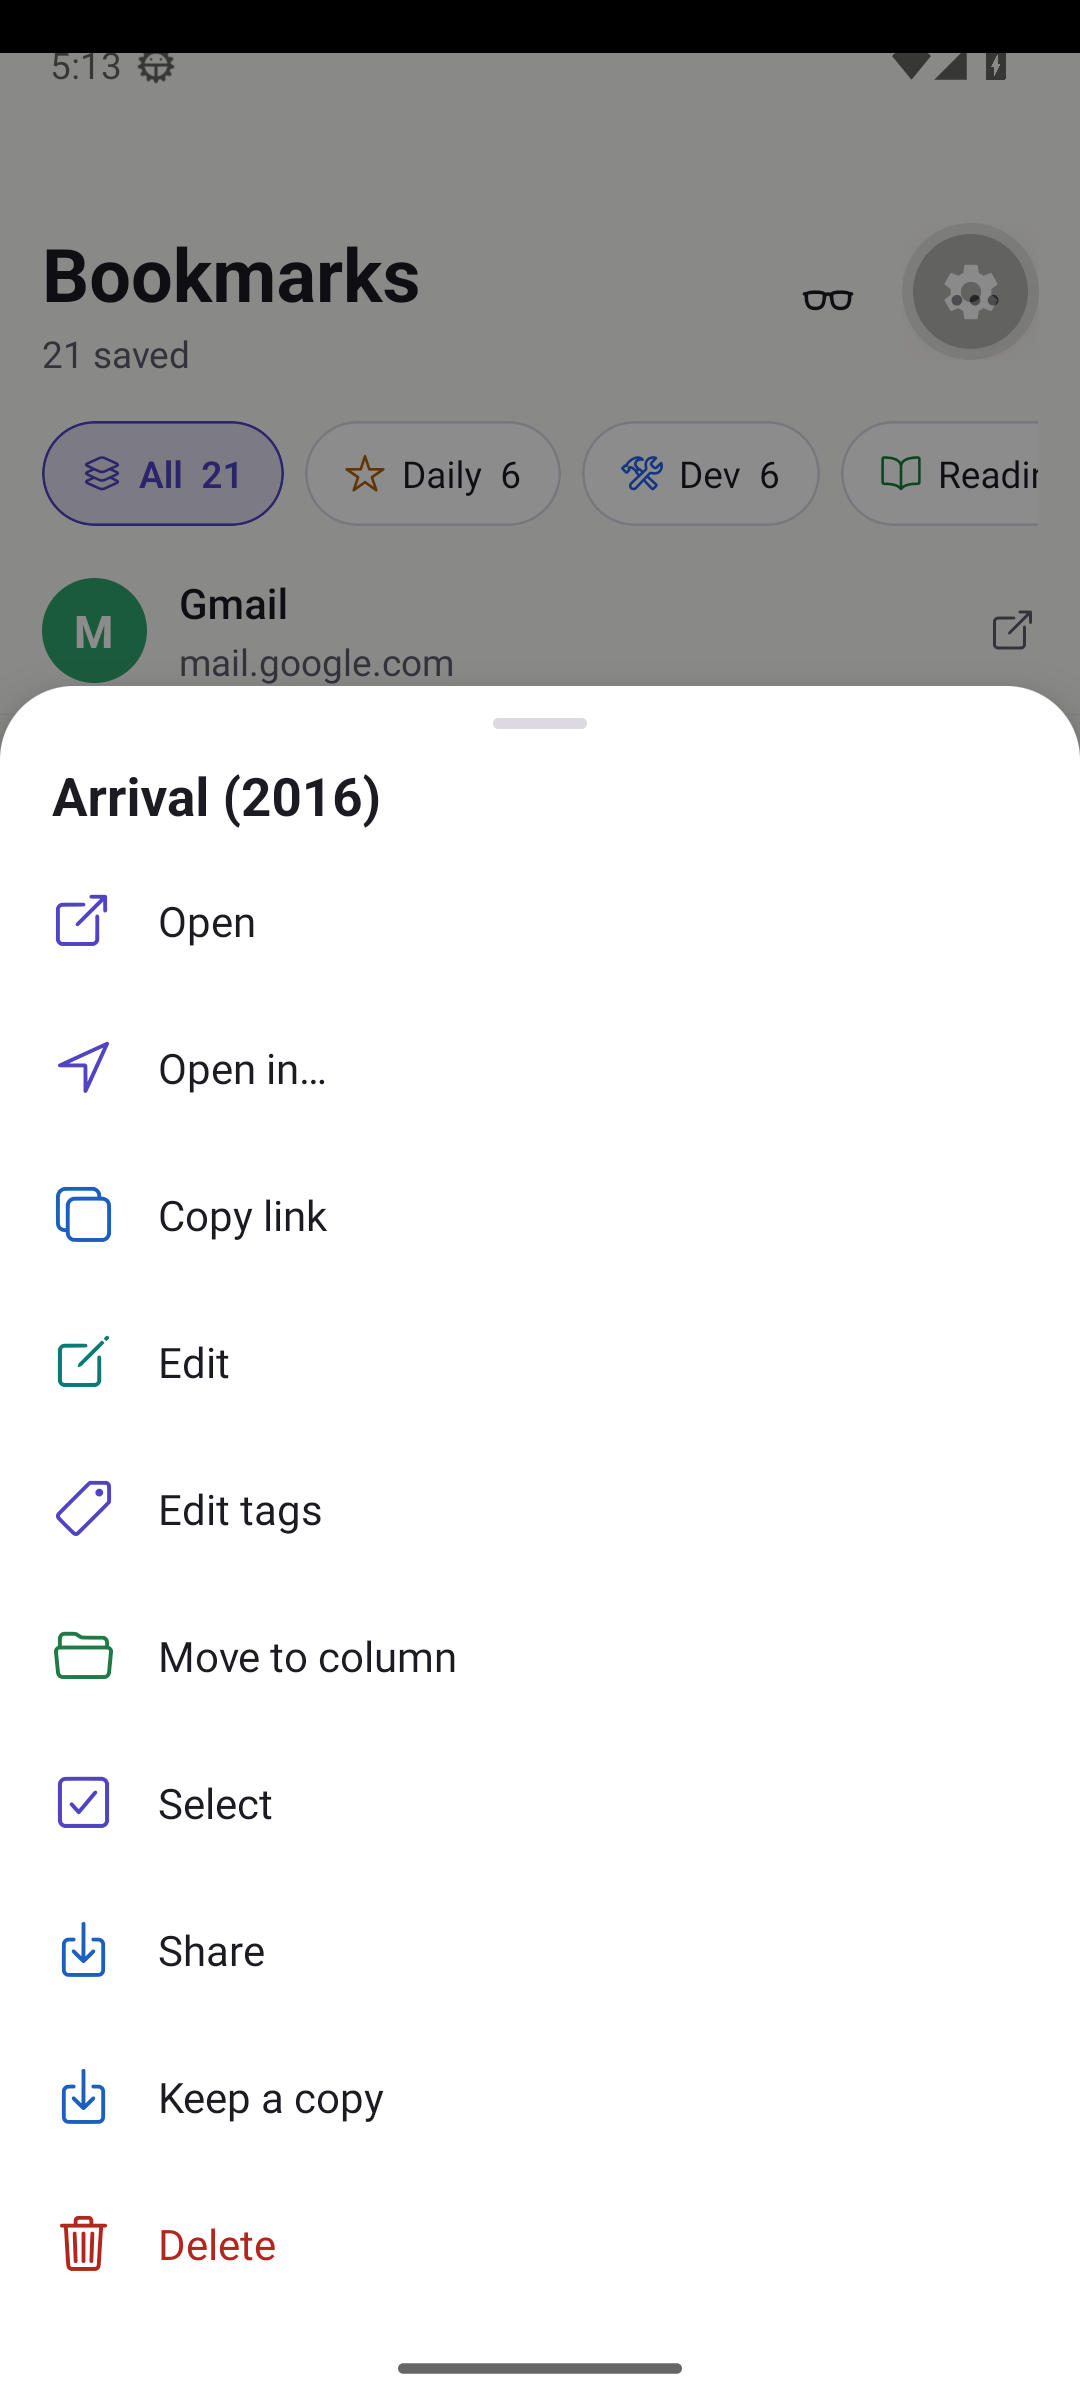 5:13
Bookmarks
21 saved
All 21
Daily 6
Dev 6
Readin
M
Gmail
mail.google.com
Arrival (2016)
Open
Open in...
Copy link
Edit
Edit tags
Move to column
Select
Share
Keep a copy
Delete